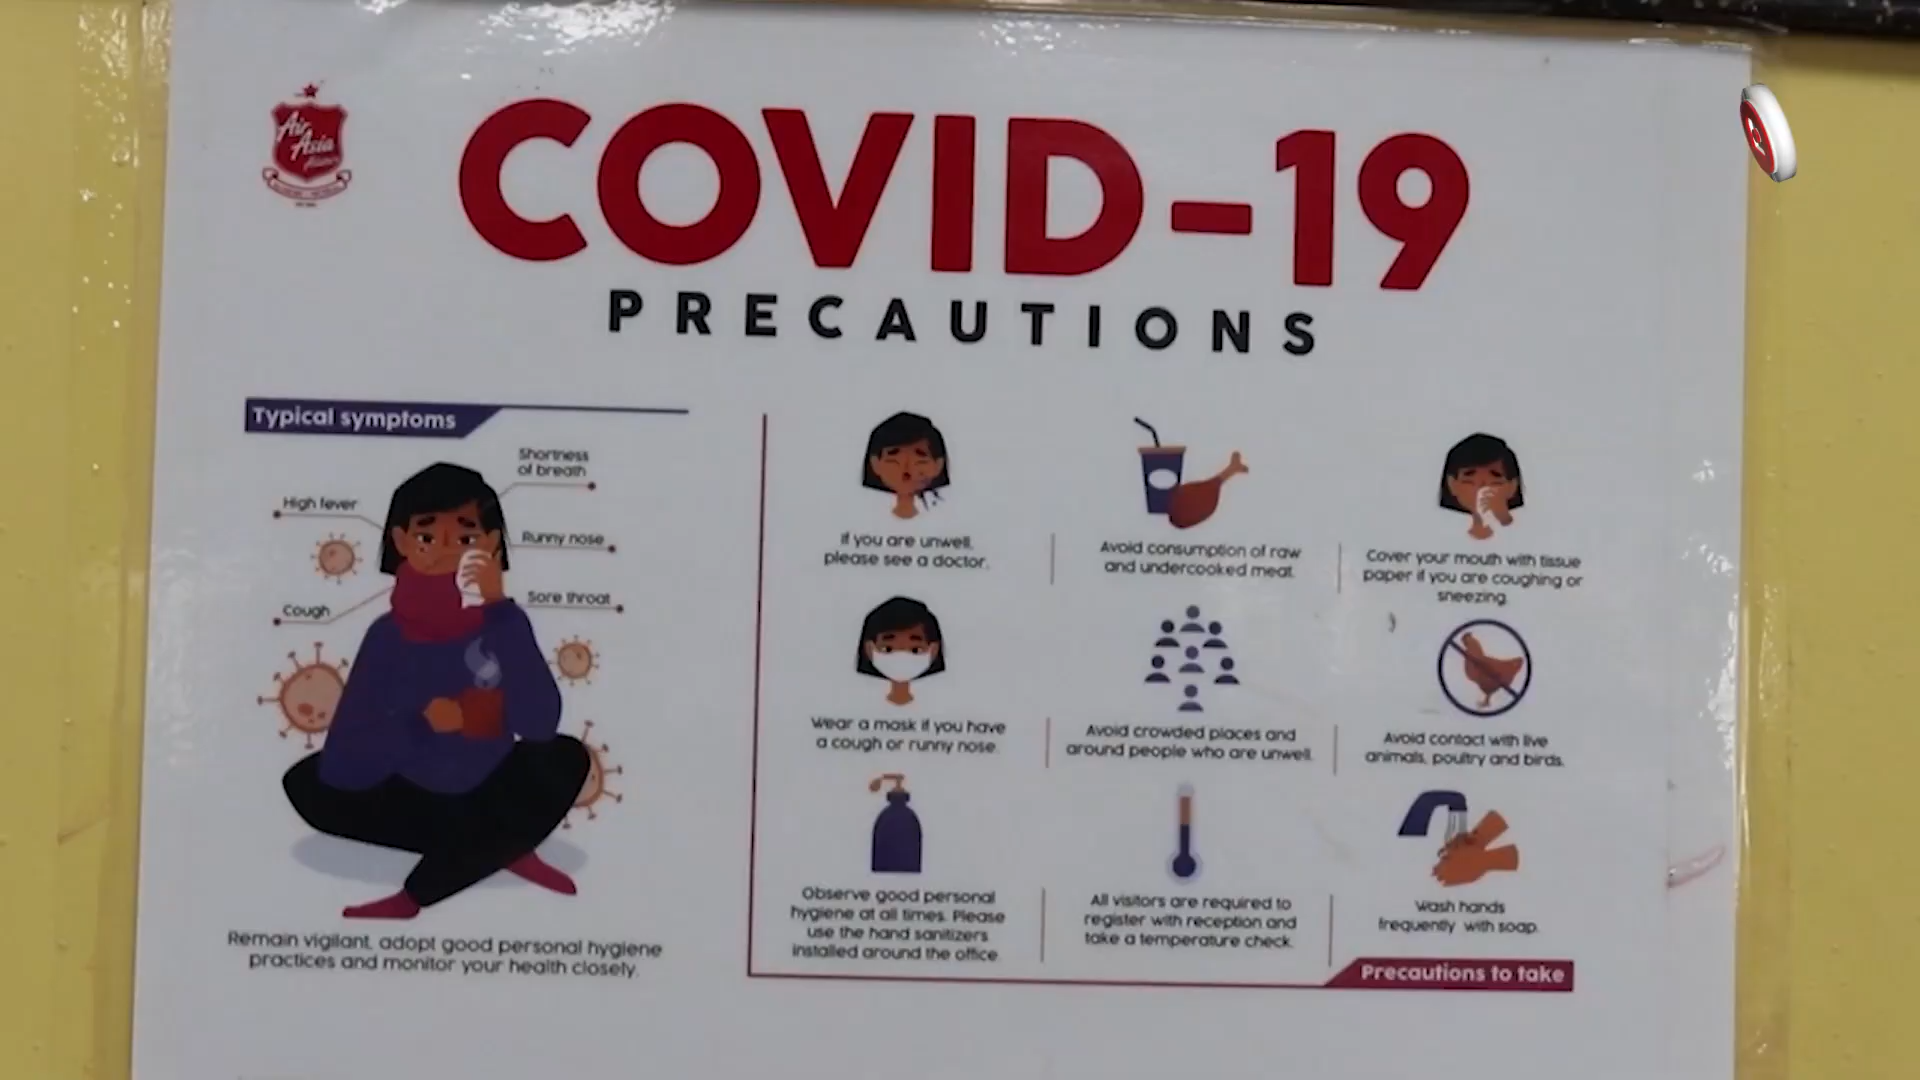 Air
Asia
COVID-19
PRECAUTIONS
Typical symptoms
Shortness
of breath
High fever
Runny nose
Cough
Sore throat
Remain vigilant, adopt good personal hygiene
practices and monitor your health closely.
If you are unwell,
please see a doctor.
Avoid consumption of raw
and undercooked meat.
Cover your mouth with tissue
paper if you are coughing or
sneezing.
Wear a mask if you have
a cough or runny nose.
Avoid crowded places and
around people who are unwell.
Avoid contact with live
animals, poultry and birds.
Observe good personal
hygiene at all times. Please
use the hand sanitizers
installed around the office.
All visitors are required to
register with reception and
take a temperature check.
Wash hands
frequently with soap.
Precautions to take